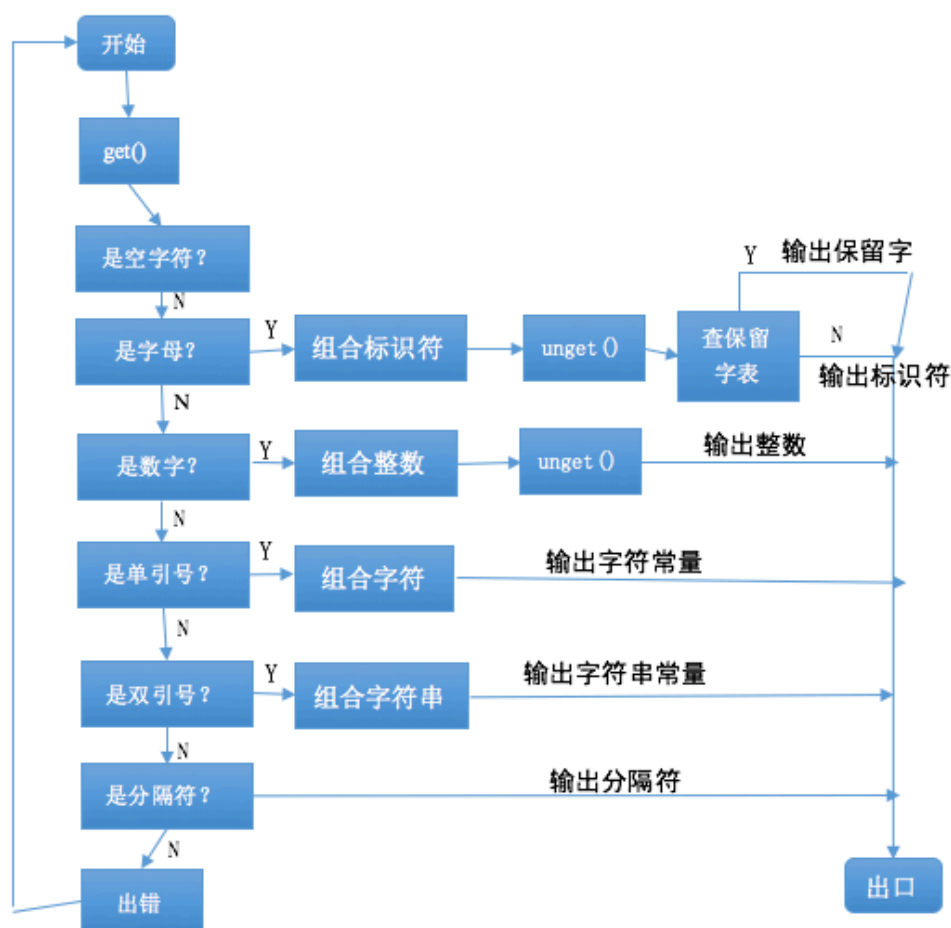 开始
get()
是空字符？
N
Y 输出保留字
是字母？
Y
组合标识符
unget()
查保留
字表
N
输出标识符
N
是数字？
Y
组合整数
unget()
输出整数
N
是单引号？
Y
组合字符
输出字符常量
N
是双引号？
Y
组合字符串
输出字符串常量
N
是分隔符？
输出分隔符
N
出错
出口